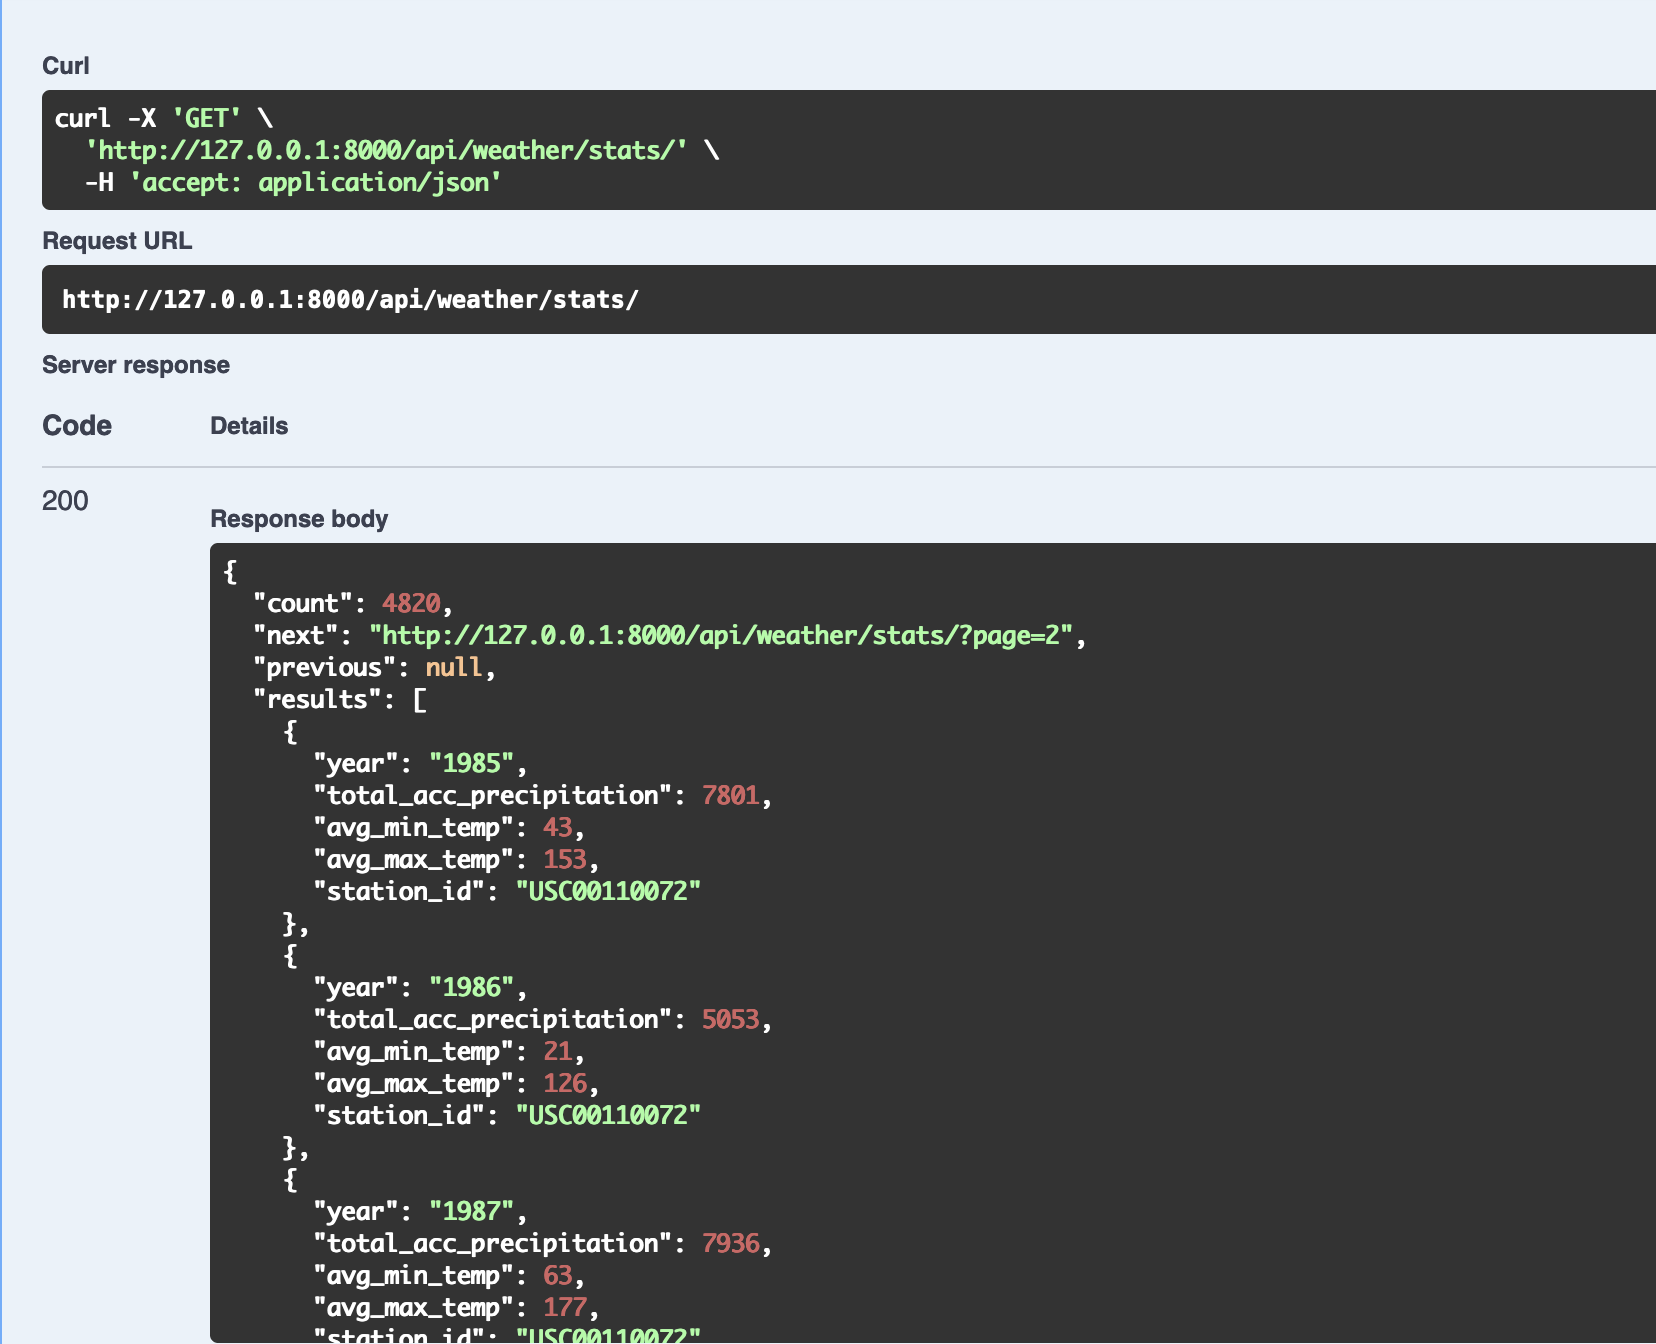 Curl
curl -X 'GET' \
  'http://127.0.0.1:8000/api/weather/stats/' \
  -H 'accept: application/json'
Request URL
http://127.0.0.1:8000/api/weather/stats/
Server response
Code Details
200
Response body
{
  "count": 4820,
  "next": "http://127.0.0.1:8000/api/weather/stats/?page=2",
  "previous": null,
  "results": [
    {
      "year": "1985",
      "total_acc_precipitation": 7801,
      "avg_min_temp": 43,
      "avg_max_temp": 153,
      "station_id": "USC00110072"
    },
    {
      "year": "1986",
      "total_acc_precipitation": 5053,
      "avg_min_temp": 21,
      "avg_max_temp": 126,
      "station_id": "USC00110072"
    },
    {
      "year": "1987",
      "total_acc_precipitation": 7936,
      "avg_min_temp": 63,
      "avg_max_temp": 177,
      "station_id": "USC00110072"